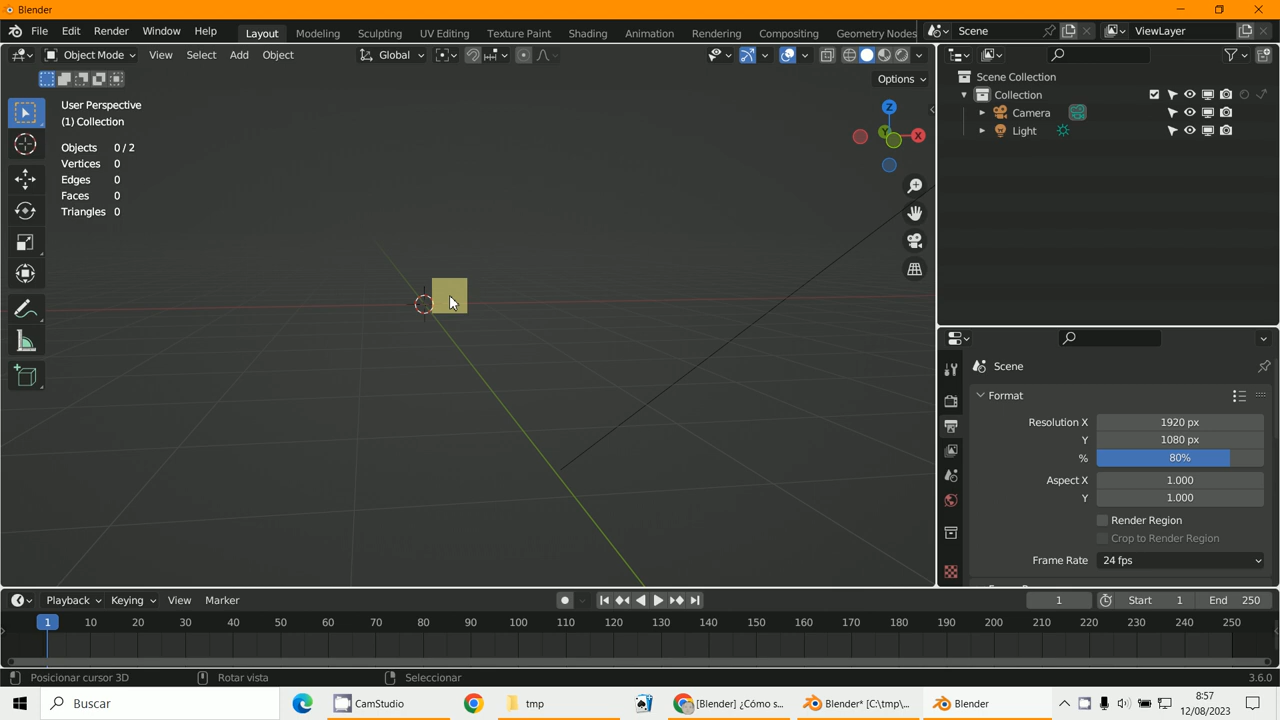 Blender
File Edit Render Window Help Layout Modeling Sculpting UV Editing Texture Paint Shading Animation Rendering Compositing Geometry Nodes Scene ViewLayer
Object Mode View Select Add Object Global
Options
User Perspective
(1) Collection
Objects 0 / 2
Vertices 0
Edges 0
Faces 0
Triangles 0
Z
Y
X
Scene Collection
Collection
Camera
Light
Scene
Format
Resolution X 1920 px
Y 1080 px
% 80%
Aspect X 1.000
Y 1.000
Render Region
Crop to Render Region
Frame Rate 24 fps
Playback Keying View Marker 1 Start 1 End 250
1 10 20 30 40 50 60 70 80 90 100 110 120 130 140 150 160 170 180 190 200 210 220 230 240 250
Posicionar cursor 3D Rotar vista Seleccionar 3.6.0
Buscar CamStudio tmp [Blender] ¿Cómo s... Blender* [C:\tmp\... Blender 8:57
12/08/2023